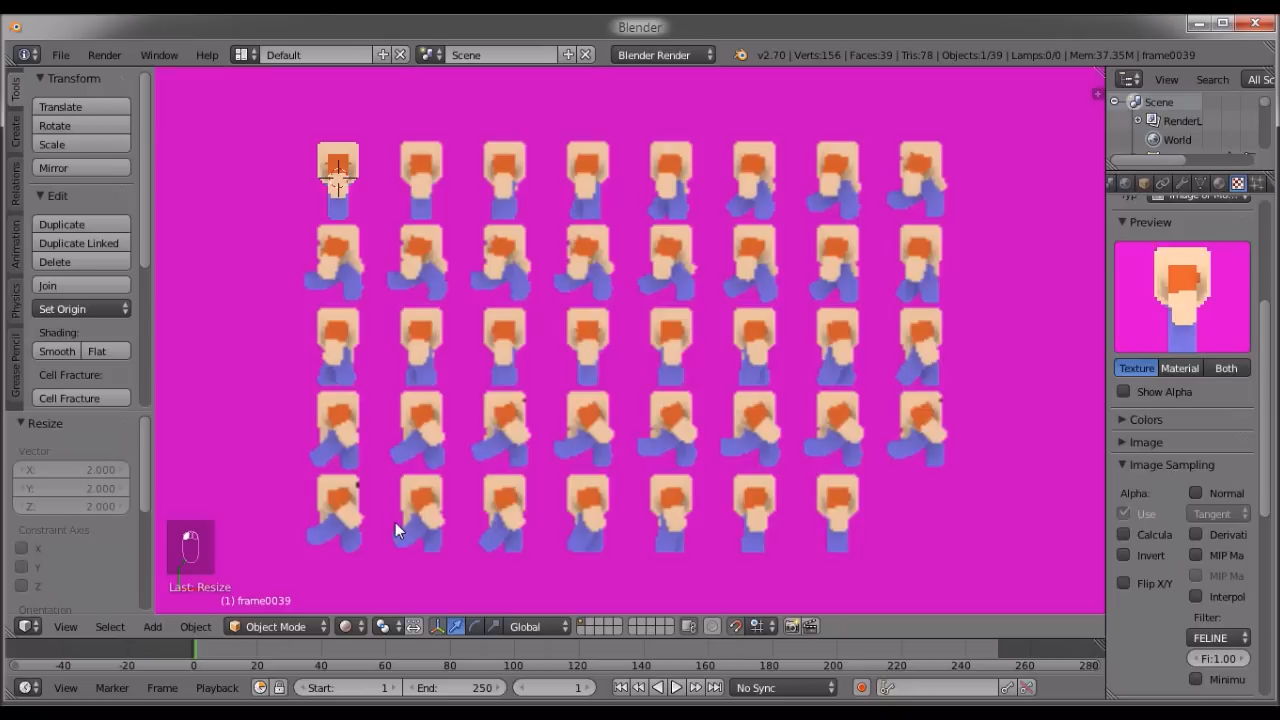 Blender
File Render Window Help Default Scene Blender Render v2.70 | Verts:156 | Faces:39 | Tris:78 | Objects:1/39 | Lamps:0/0 | Mem:37.35M | frame0039
Tools
Create
Relations
Animation
Physics
Grease Pencil
Transform
Translate
Rotate
Scale
Mirror
Edit
Duplicate
Duplicate Linked
Delete
Join
Set Origin
Shading:
Smooth Flat
Cell Fracture:
Cell Fracture
Resize
Vector
X: 2.000
Y: 2.000
Z: 2.000
Constraint Axis
X
Y
Z
Orientation
Last: Resize
(1) frame0039
View Search All Sc
Scene
RenderL
World
Image or Mo...
Preview
Texture Material Both
Show Alpha
Colors
Image
Image Sampling
Alpha: Normal
Use Tangent
Calcula Derivati
Invert MIP Ma
MIP Ma
Flip X/Y Interpol
Filter:
FELINE
Fi:1.00
Minimu
View Select Add Object Object Mode Global
-40 -20 0 20 40 60 80 100 120 140 160 180 200 220 240 260 280
View Marker Frame Playback Start: 1 End: 250 1 No Sync